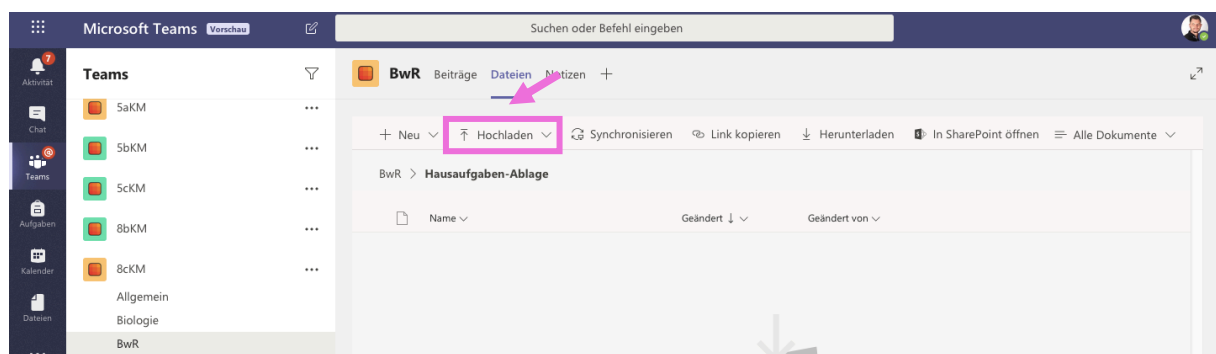 Microsoft Teams Vorschau
Suchen oder Befehl eingeben
7
Aktivität
Chat
@
Teams
Aufgaben
Kalender
Dateien
Teams
5aKM
5bKM
5cKM
8bKM
8cKM
Allgemein
Biologie
BwR
BwR Beiträge Dateien Notizen
Neu Hochladen Synchronisieren Link kopieren Herunterladen In SharePoint öffnen Alle Dokumente
BwR > Hausaufgaben-Ablage
Name Geändert ↓ Geändert von